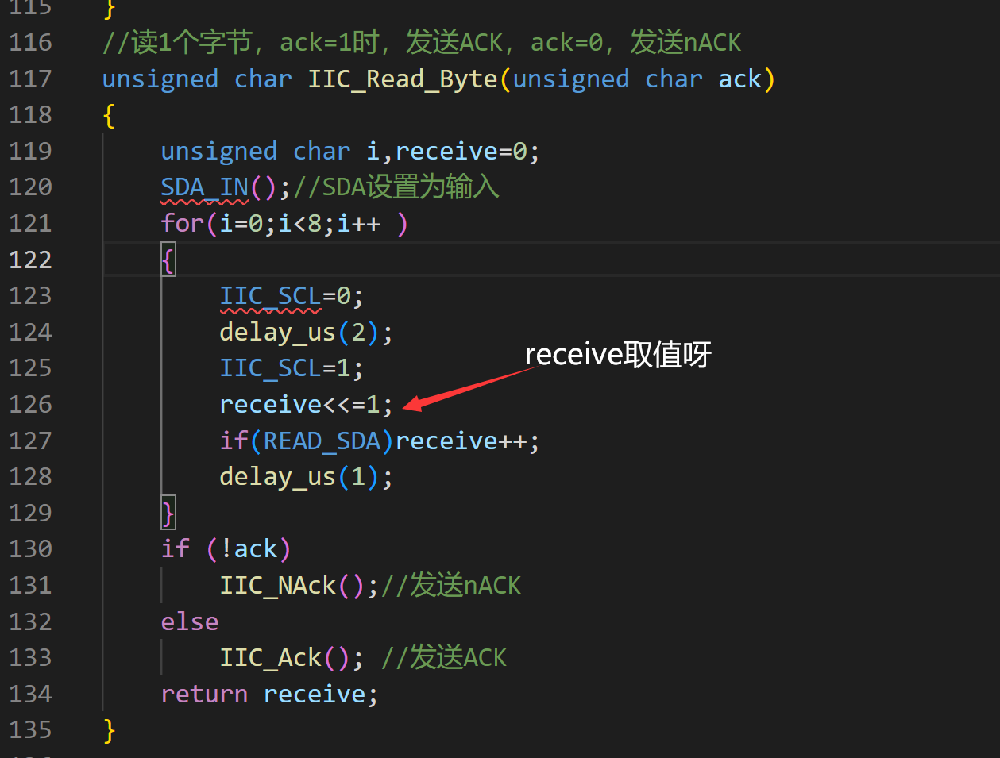 115 }
116 //读1个字节，ack=1时，发送ACK，ack=0，发送nACK
117 unsigned char IIC_Read_Byte(unsigned char ack)
118 {
119 unsigned char i,receive=0;
120 SDA_IN();//SDA设置为输入
121 for(i=0;i<8;i++ )
122 {
123 IIC_SCL=0;
124 delay_us(2);
125 IIC_SCL=1;
receive取值呀
126 receive<<=1;
127 if(READ_SDA)receive++;
128 delay_us(1);
129 }
130 if (!ack)
131 IIC_NAck();//发送nACK
132 else
133 IIC_Ack(); //发送ACK
134 return receive;
135 }